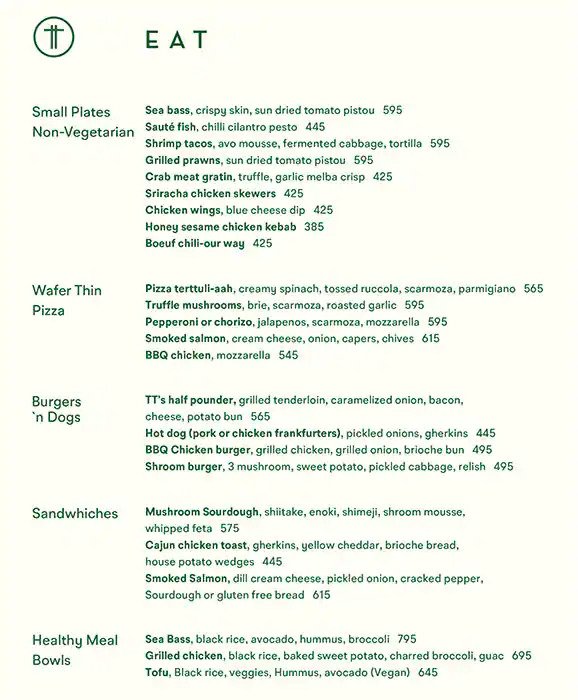 EAT
Small Plates
Non-Vegetarian
Sea bass, crispy skin, sun dried tomato pistou 595
Sauté fish, chilli cilantro pesto 445
Shrimp tacos, avo mousse, fermented cabbage, tortilla 595
Grilled prawns, sun dried tomato pistou 595
Crab meat gratin, truffle, garlic melba crisp 425
Sriracha chicken skewers 425
Chicken wings, blue cheese dip 425
Honey sesame chicken kebab 385
Boeuf chili-our way 425
Wafer Thin
Pizza
Pizza terttuli-aah, creamy spinach, tossed ruccola, scarmoza, parmigiano 565
Truffle mushrooms, brie, scarmoza, roasted garlic 595
Pepperoni or chorizo, jalapenos, scarmoza, mozzarella 595
Smoked salmon, cream cheese, onion, capers, chives 615
BBQ chicken, mozzarella 545
Burgers
`n Dogs
TT's half pounder, grilled tenderloin, caramelized onion, bacon,
cheese, potato bun 565
Hot dog (pork or chicken frankfurters), pickled onions, gherkins 445
BBQ Chicken burger, grilled chicken, grilled onion, brioche bun 495
Shroom burger, 3 mushroom, sweet potato, pickled cabbage, relish 495
Sandwhiches
Mushroom Sourdough, shiitake, enoki, shimeji, shroom mousse,
whipped feta 575
Cajun chicken toast, gherkins, yellow cheddar, brioche bread,
house potato wedges 445
Smoked Salmon, dill cream cheese, pickled onion, cracked pepper,
Sourdough or gluten free bread 615
Healthy Meal
Bowls
Sea Bass, black rice, avocado, hummus, broccoli 795
Grilled chicken, black rice, baked sweet potato, charred broccoli, guac 695
Tofu, Black rice, veggies, Hummus, avocado (Vegan) 645